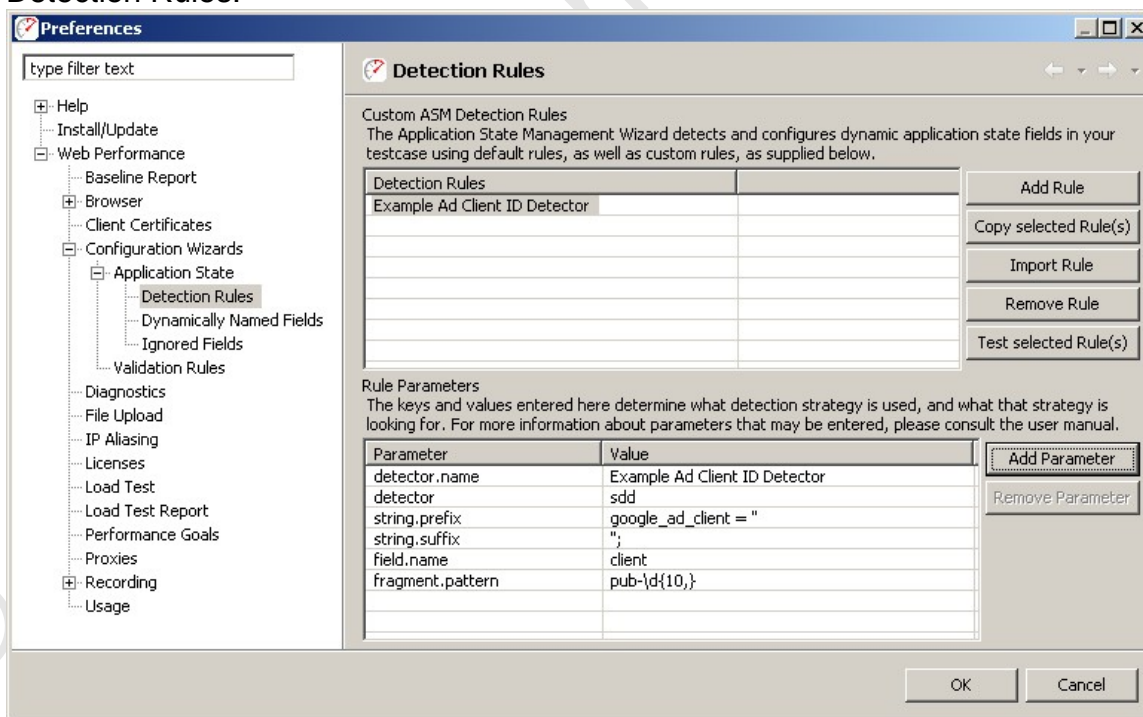 Detection Rules:
Preferences
type filter text
Help
Install/Update
Web Performance
Baseline Report
Browser
Client Certificates
Configuration Wizards
Application State
Detection Rules
Dynamically Named Fields
Ignored Fields
Validation Rules
Diagnostics
File Upload
IP Aliasing
Licenses
Load Test
Load Test Report
Performance Goals
Proxies
Recording
Usage
Detection Rules
Custom ASM Detection Rules
The Application State Management Wizard detects and configures dynamic application state fields in your
testcase using default rules, as well as custom rules, as supplied below.
Detection Rules
Example Ad Client ID Detector
Add Rule
Copy selected Rule(s)
Import Rule
Remove Rule
Test selected Rule(s)
Rule Parameters
The keys and values entered here determine what detection strategy is used, and what that strategy is
looking for. For more information about parameters that may be entered, please consult the user manual.
Parameter Value
detector.name Example Ad Client ID Detector
detector sdd
string.prefix google_ad_client = "
string.suffix ";
field.name client
fragment.pattern pub-\d{10,}
Add Parameter
Remove Parameter
OK Cancel